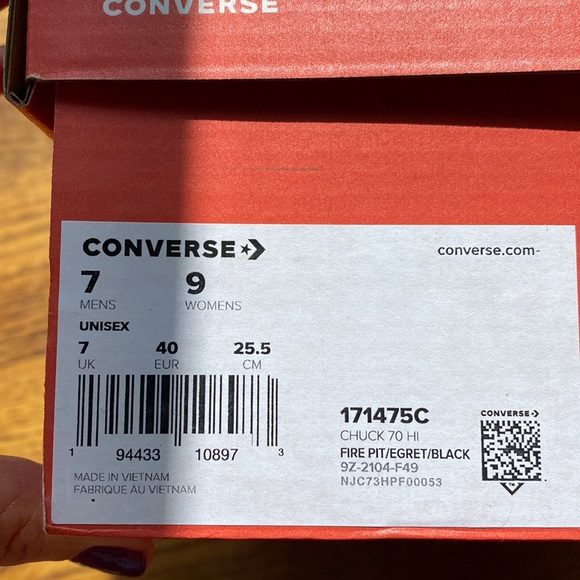 CONVERSE
CONVERSE
converse.com-
7 9
MENS WOMENS
UNISEX
7 40 25.5
UK EUR CM
1 94433 10897 3
MADE IN VIETNAM
FABRIQUE AU VIETNAM
171475C
CHUCK 70 HI
FIRE PIT/EGRET/BLACK
9Z-2104-F49
NJC73HPF00053
CONVERSE